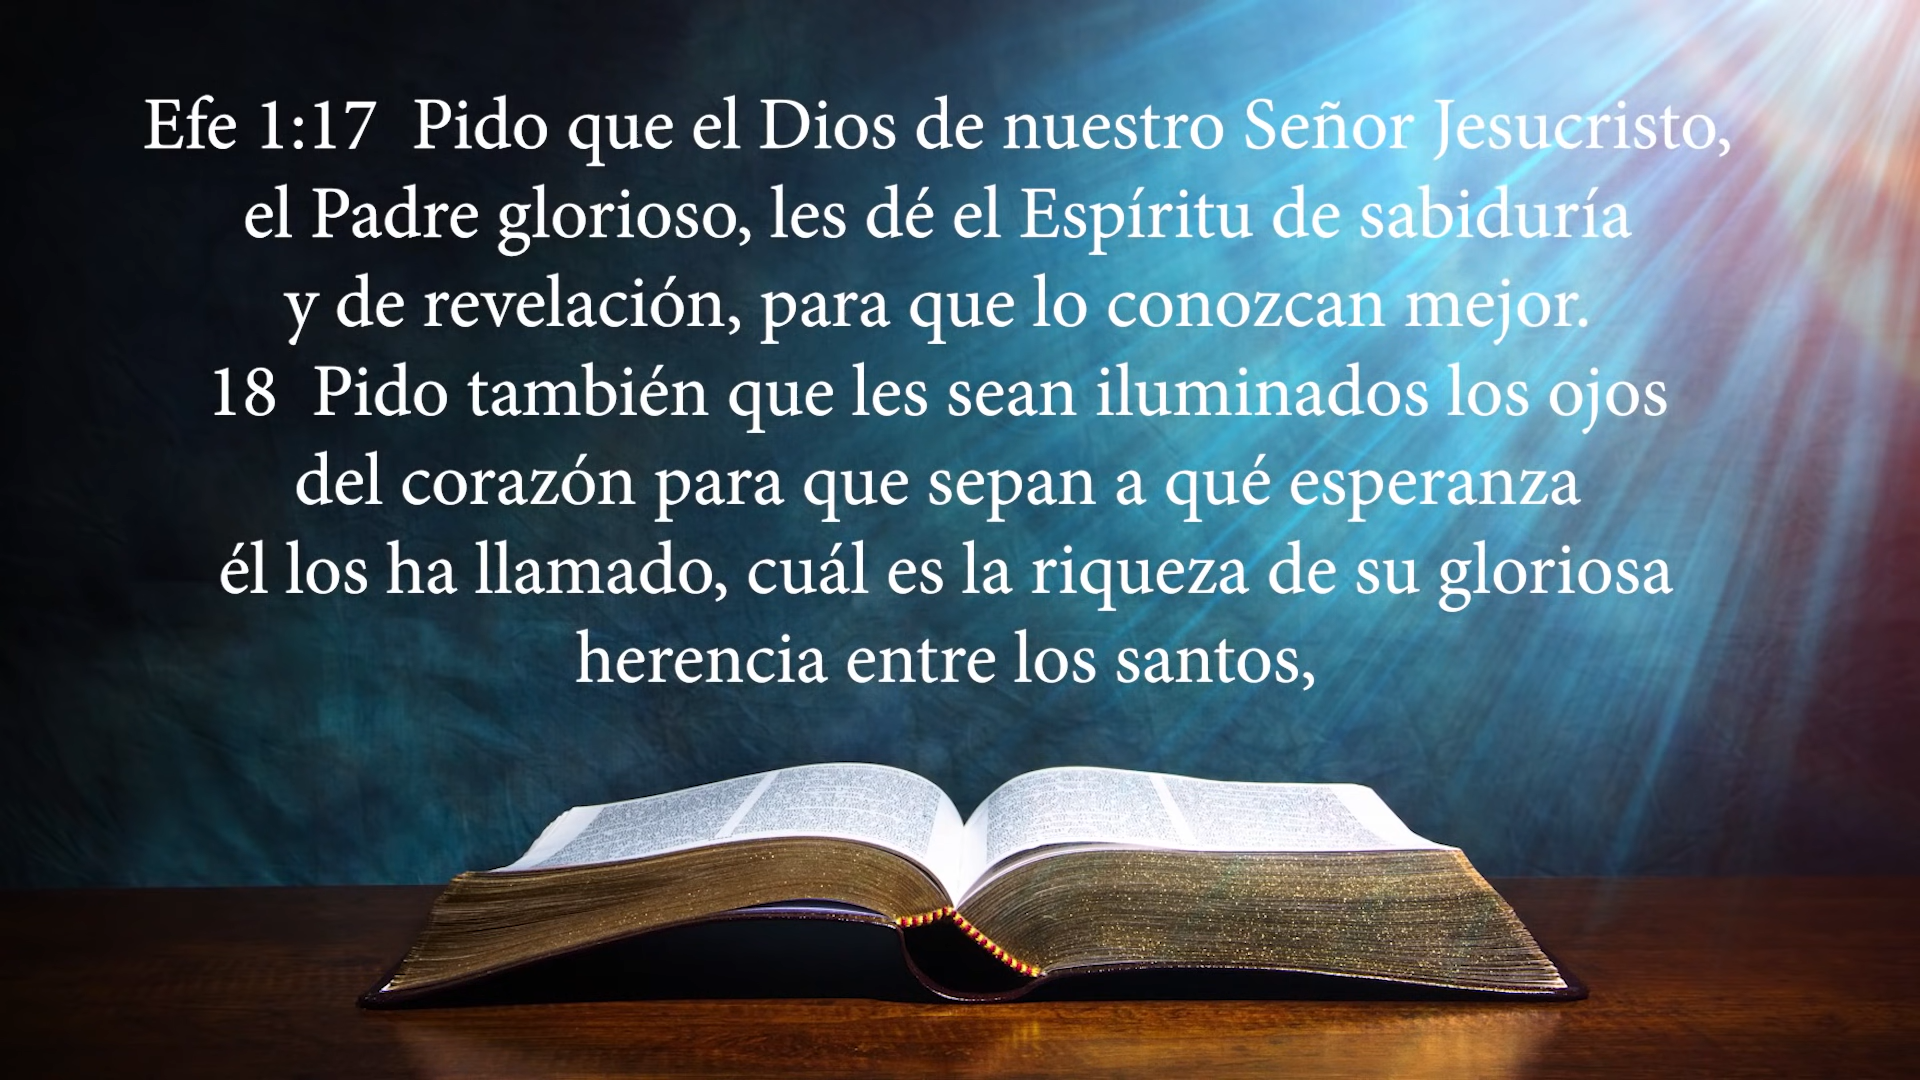 Efe 1:17  Pido que el Dios de nuestro Señor Jesucristo,
el Padre glorioso, les dé el Espíritu de sabiduría
y de revelación, para que lo conozcan mejor.
18  Pido también que les sean iluminados los ojos
del corazón para que sepan a qué esperanza
él los ha llamado, cuál es la riqueza de su gloriosa
herencia entre los santos,